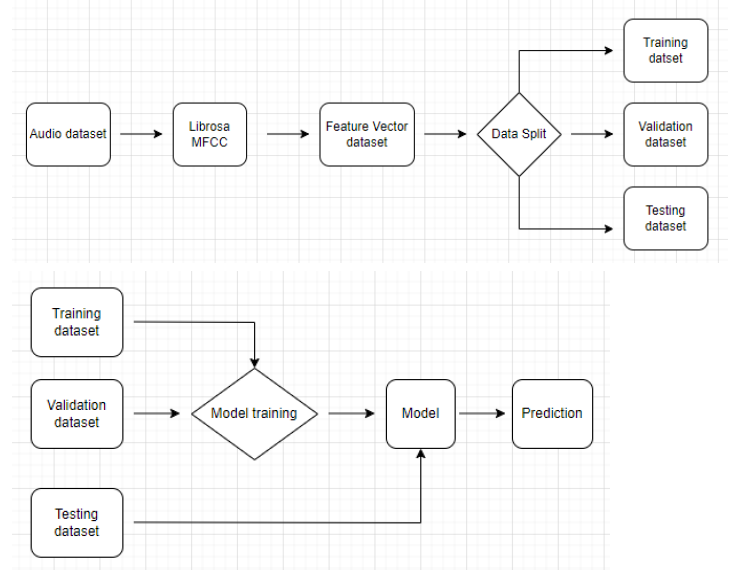 Training
datset
Audio dataset
Librosa
MFCC
Feature Vector
dataset
Data Split
Validation
dataset
Testing
dataset
Training
dataset
Validation
dataset
Model training
Model
Prediction
Testing
dataset